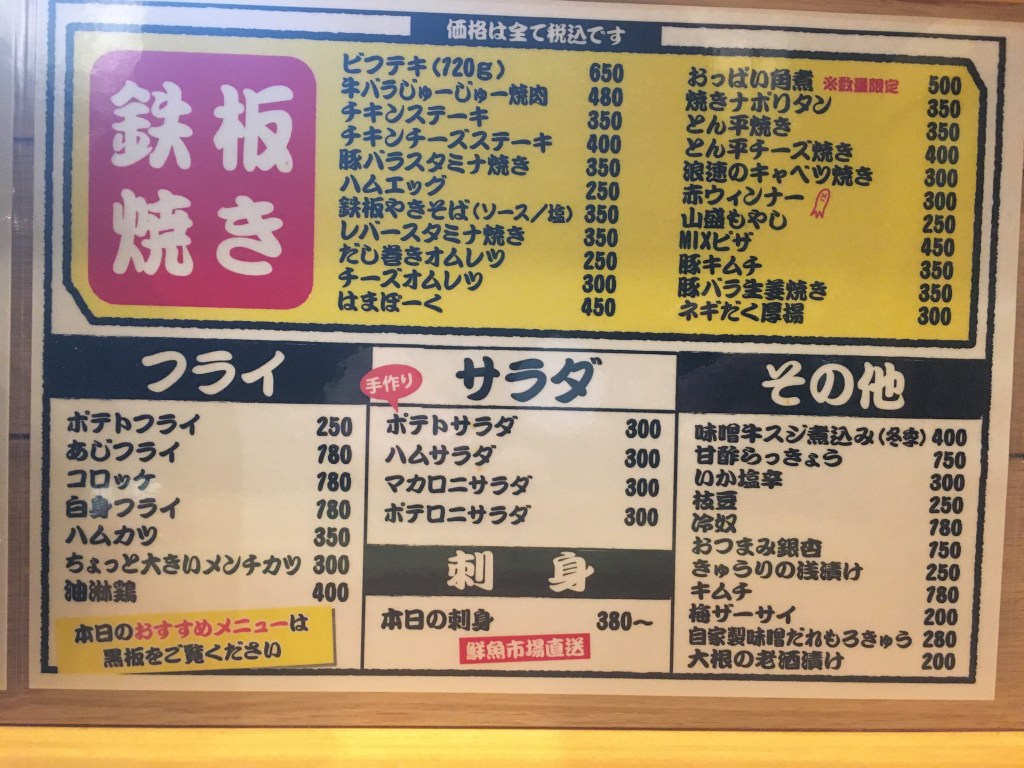 価格は全て税込です
鉄板焼き
ビフテキ(120g) 650
牛バラじゅーじゅー焼肉 480
チキンステーキ 350
チキンチーズステーキ 400
豚バラスタミナ焼き 350
ハムエッグ 250
鉄板やきそば(ソース/塩) 350
レバースタミナ焼き 350
だし巻きオムレツ 250
チーズオムレツ 300
はまぽーく 450
おっぱい角煮 ※数量限定 500
焼きナポリタン 350
とん平焼き 350
とん平チーズ焼き 400
浪速のキャベツ焼き 300
赤ウィンナー 300
山盛もやし 250
MIXピザ 450
豚キムチ 350
豚バラ生姜焼き 350
ネギだく厚揚 300
フライ
ポテトフライ 250
あじフライ 180
コロッケ 180
白身フライ 180
ハムカツ 350
ちょっと大きいメンチカツ 300
油淋鶏 400
本日のおすすめメニューは
黒板をご覧ください
手作り
サラダ
ポテトサラダ 300
ハムサラダ 300
マカロニサラダ 300
ポテロニサラダ 300
刺身
本日の刺身 380〜
鮮魚市場直送
その他
味噌牛スジ煮込み(冬季) 400
甘酢らっきょう 150
いか塩辛 300
枝豆 250
冷奴 180
おつまみ銀杏 150
きゅうりの浅漬け 250
キムチ 180
梅ザーサイ 200
自家製味噌だれもろきゅう 280
大根の老酒漬け 200